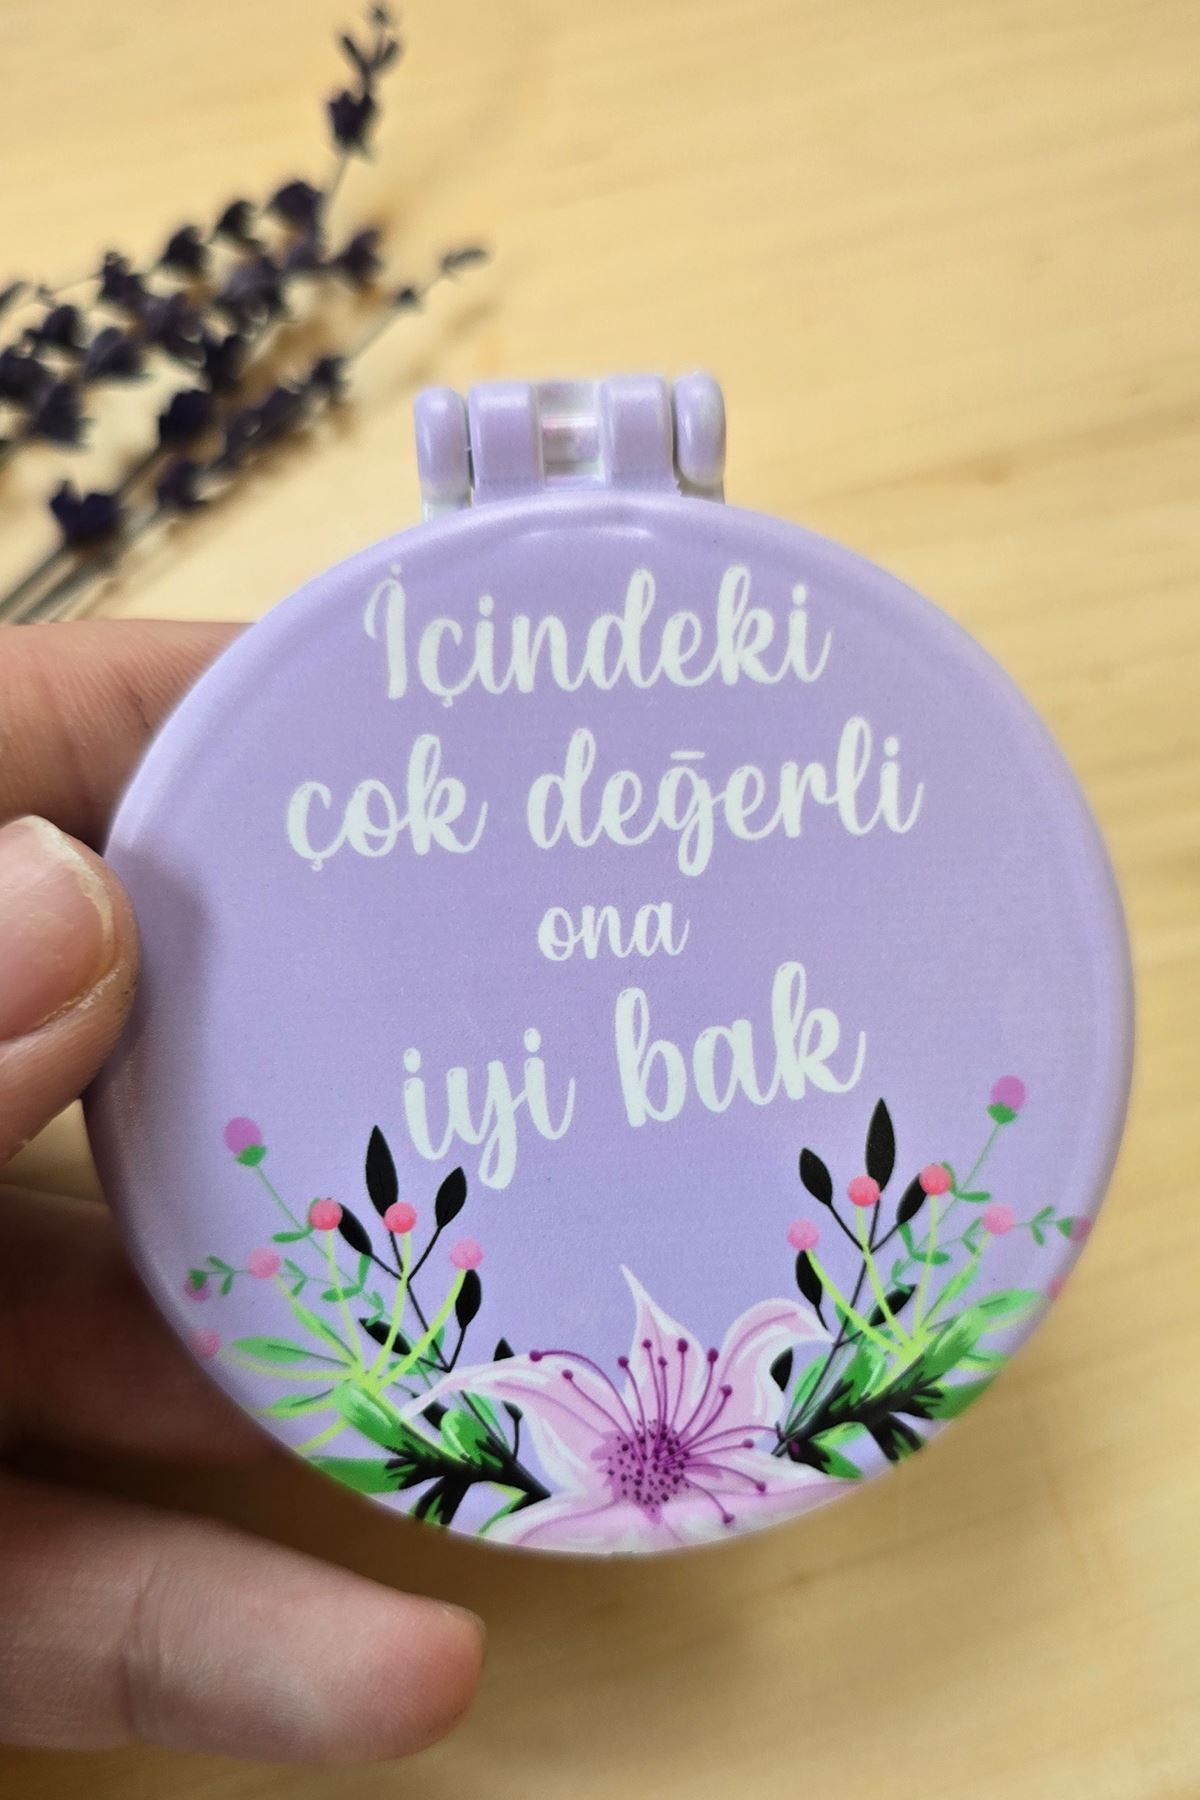 İçindeki
çok değerli
ona
iyi bak